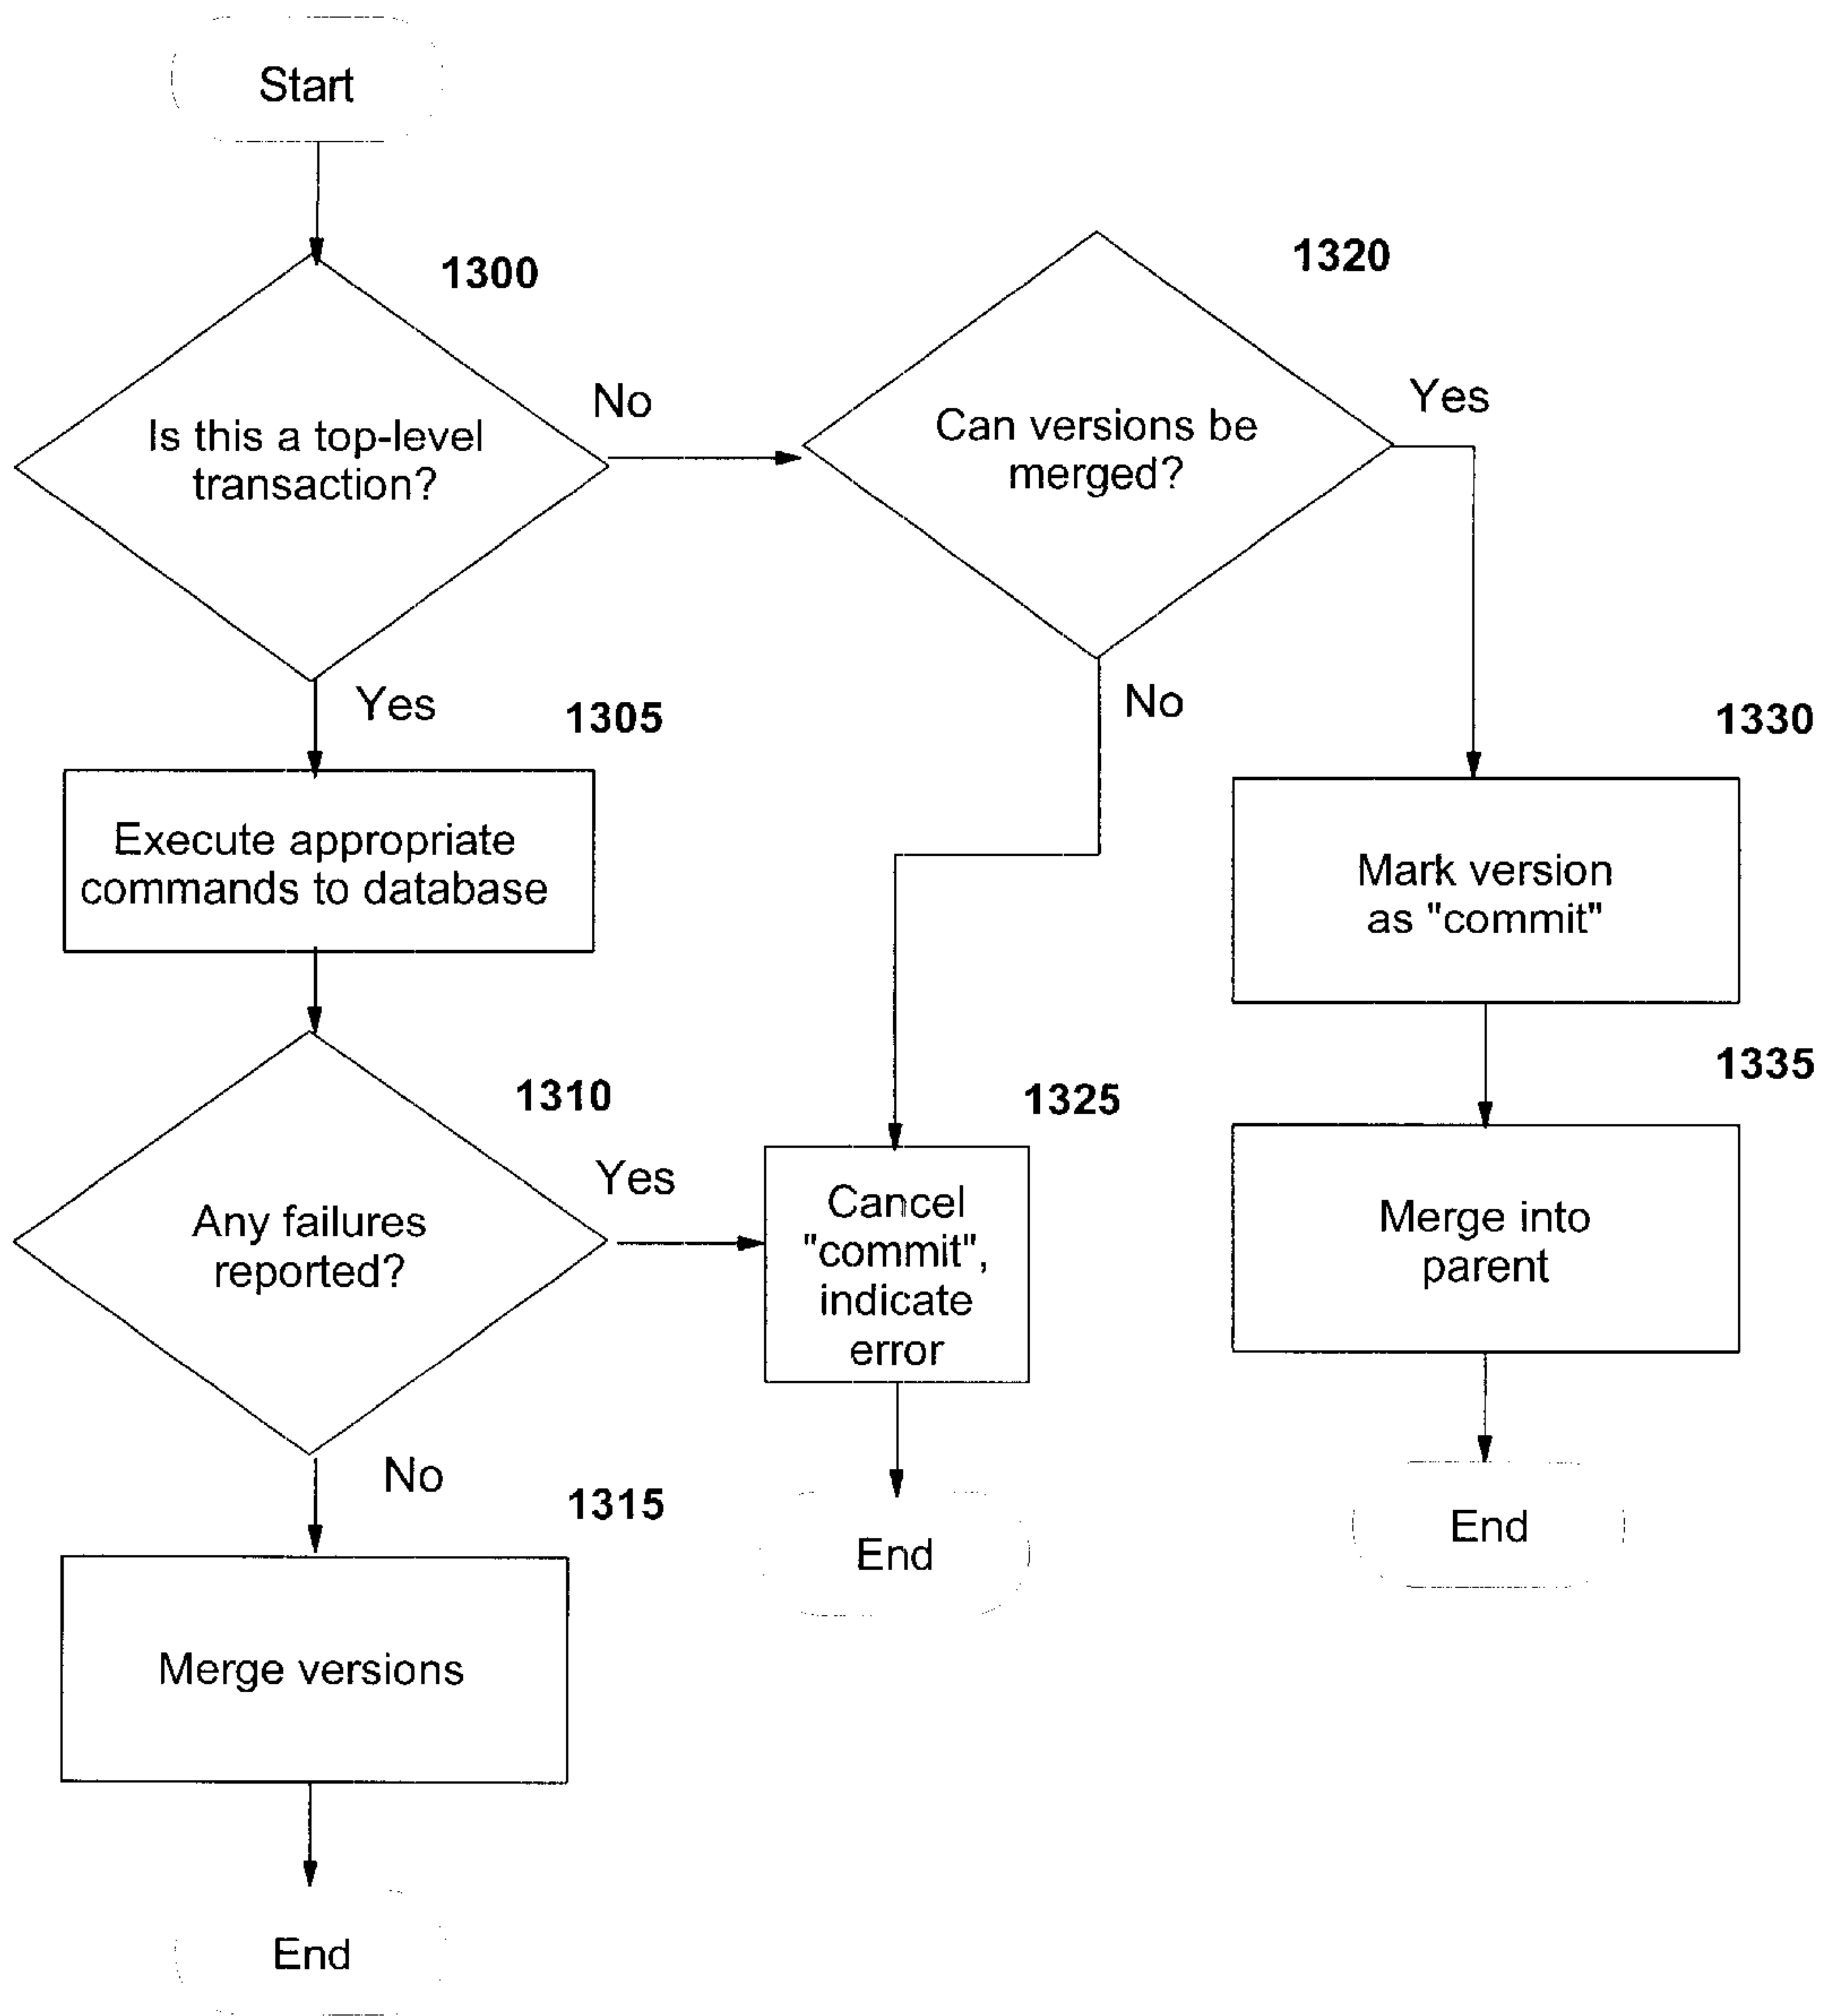 Start
1300
Is this a top-level
transaction?
No
1320
Can versions be
merged?
Yes
Yes
1305
Execute appropriate
commands to database
No
1330
Mark version
as "commit"
1310
Any failures
reported?
Yes
1325
Cancel
"commit",
indicate
error
1335
Merge into
parent
No
1315
Merge versions
End
End
End